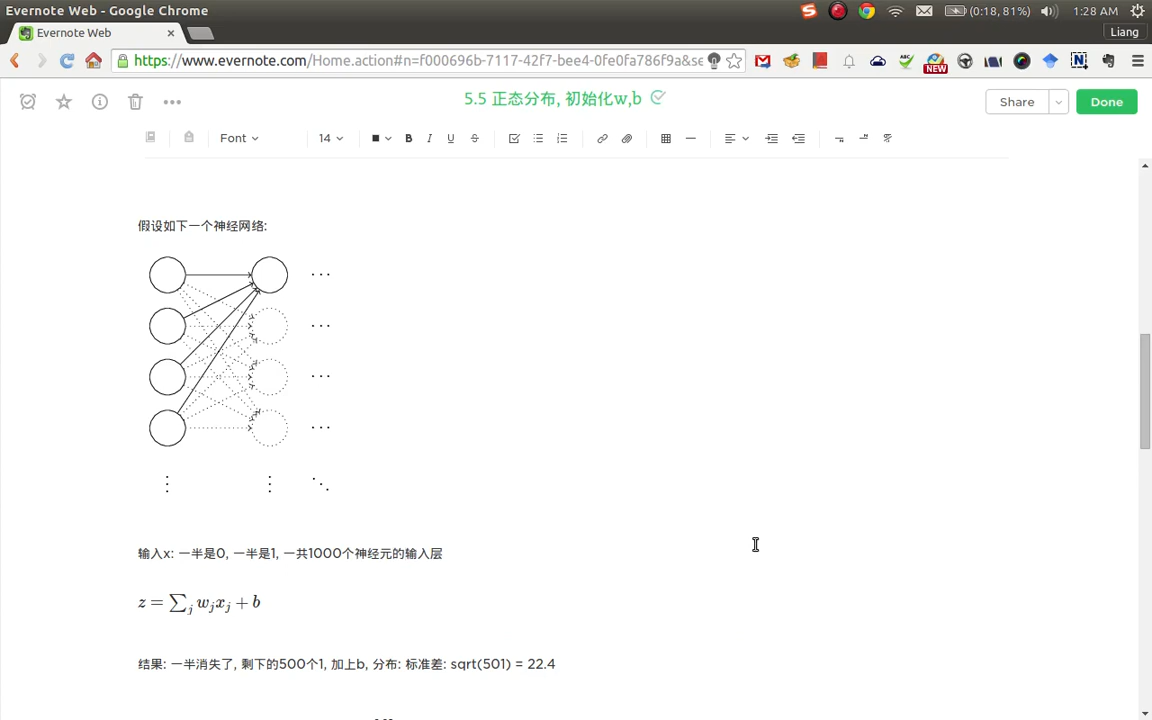 Evernote Web - Google Chrome
(0:18, 81%)
1:28 AM
Evernote Web
Liang
https://www.evernote.com/Home.action#n=f000696b-7117-42f7-bee4-0fe0fa786f9a&se
NEW
5.5 正态分布, 初始化w,b
Share
Done
Font
14
B I U S
假设如下一个神经网络:
输入x: 一半是0, 一半是1, 一共1000个神经元的输入层
z = ∑j wjxj + b
结果: 一半消失了, 剩下的500个1, 加上b, 分布: 标准差: sqrt(501) = 22.4